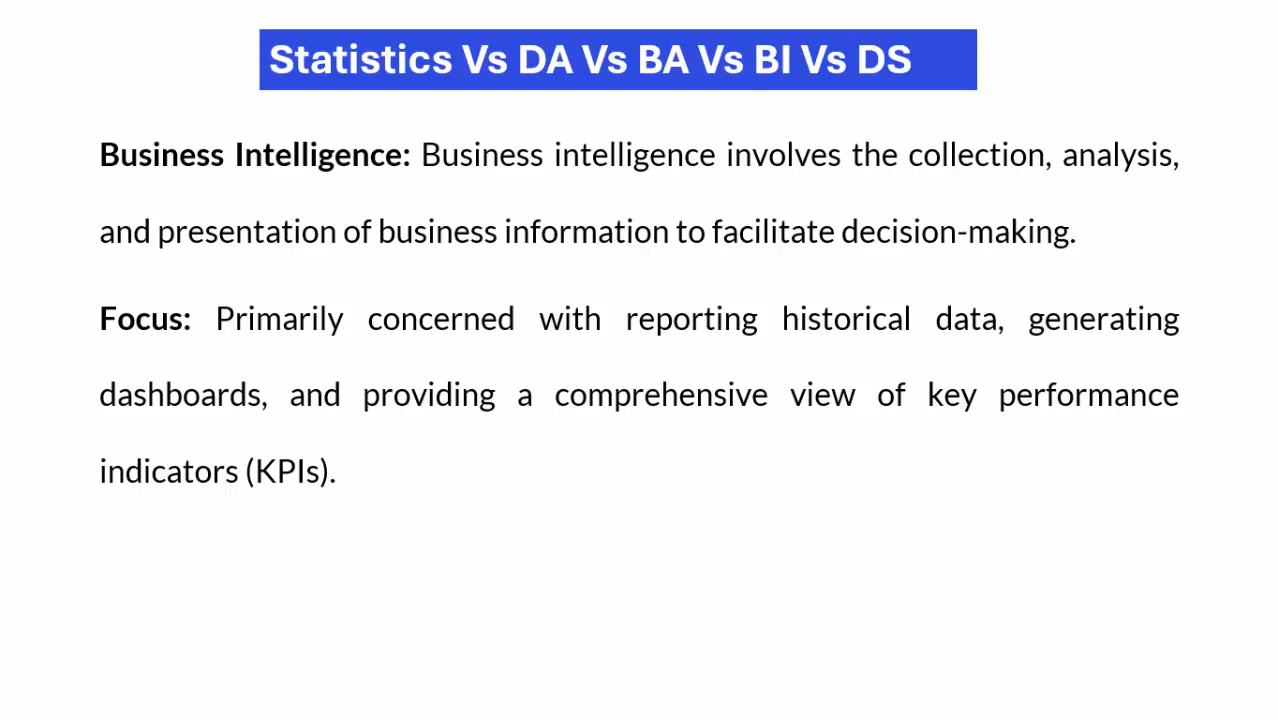 Statistics Vs DA Vs BA Vs BI Vs DS
Business Intelligence: Business intelligence involves the collection, analysis,
and presentation of business information to facilitate decision-making.
Focus: Primarily concerned with reporting historical data, generating
dashboards, and providing a comprehensive view of key performance
indicators (KPIs).